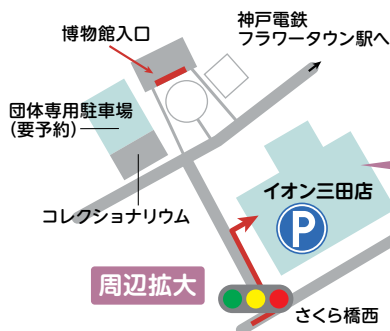 博物館入口
神戸電鉄
フラワータウン駅へ
団体専用駐車場
(要予約)
コレクショナリウム
イオン三田店
P
周辺拡大
さくら橋西